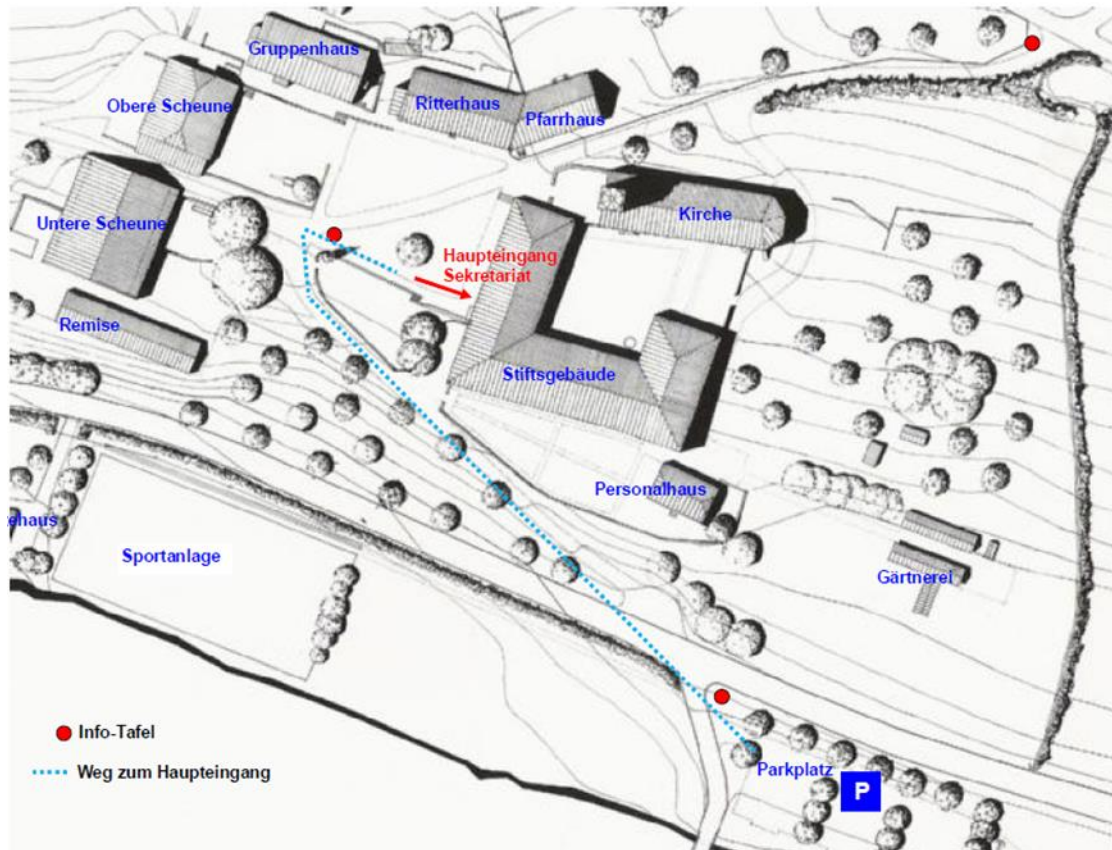 Gruppenhaus
Obere Scheune
Ritterhaus
Pfarrhaus
Untere Scheune
Kirche
Haupteingang
Sekretariat
Remise
Stiftsgebäude
Personalhaus
Sportanlage
Gärtnerei
Info-Tafel
Weg zum Haupteingang
Parkplatz
P